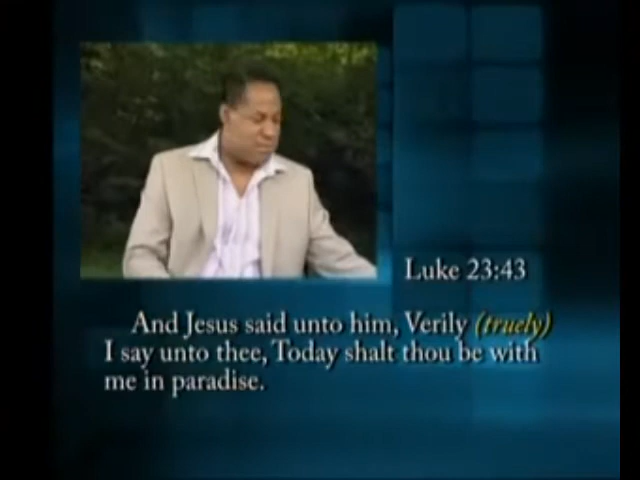 Luke 23:43
And Jesus said unto him, Verily (truely)
I say unto thee, Today shalt thou be with
me in paradise.